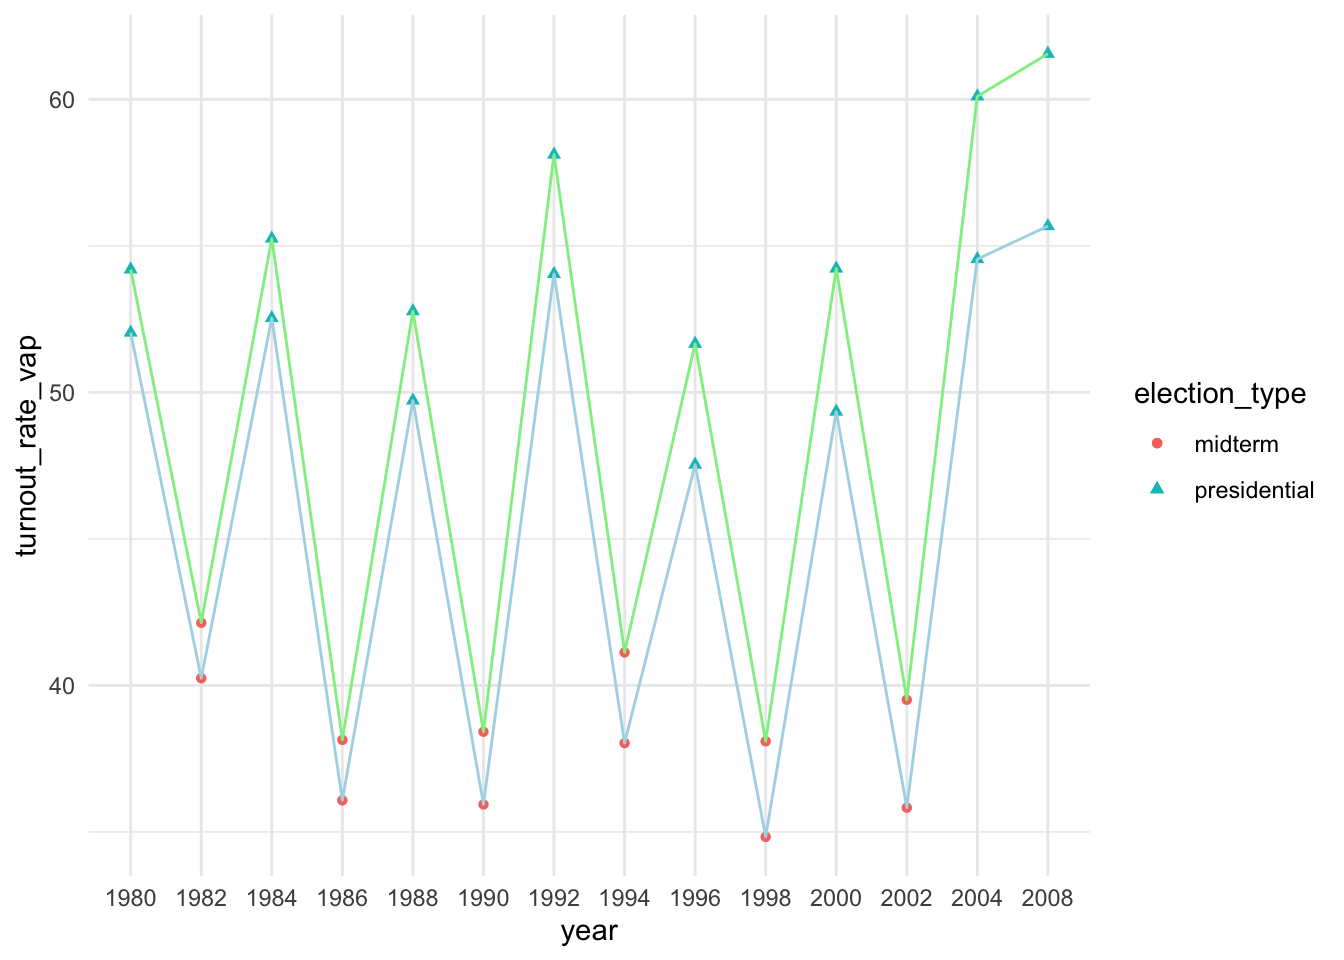 turnout_rate_vap
60
50
40
1980 1982 1984 1986 1988 1990 1992 1994 1996 1998 2000 2002 2004 2008
year
election_type
midterm
presidential